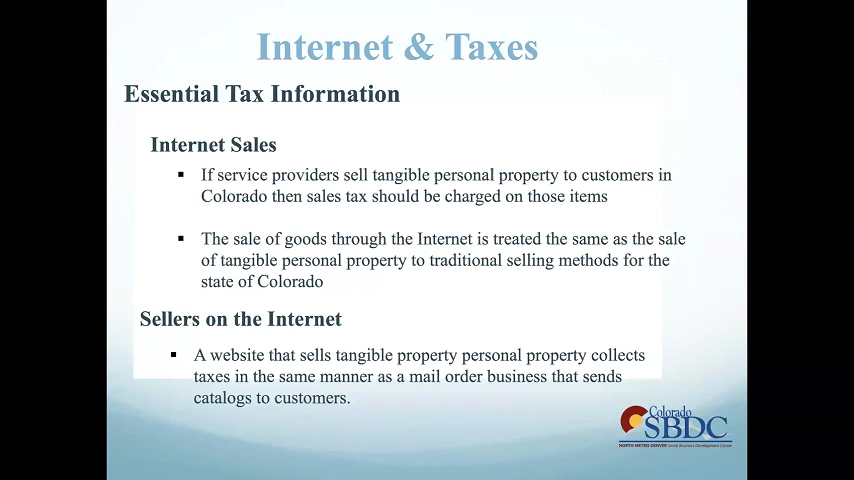 Internet & Taxes
Essential Tax Information
Internet Sales
▪ If service providers sell tangible personal property to customers in
Colorado then sales tax should be charged on those items
▪ The sale of goods through the Internet is treated the same as the sale
of tangible personal property to traditional selling methods for the
state of Colorado
Sellers on the Internet
▪ A website that sells tangible property personal property collects
taxes in the same manner as a mail order business that sends
catalogs to customers.
Colorado
SBDC
NORTH METRO DENVER Small Business Development Center